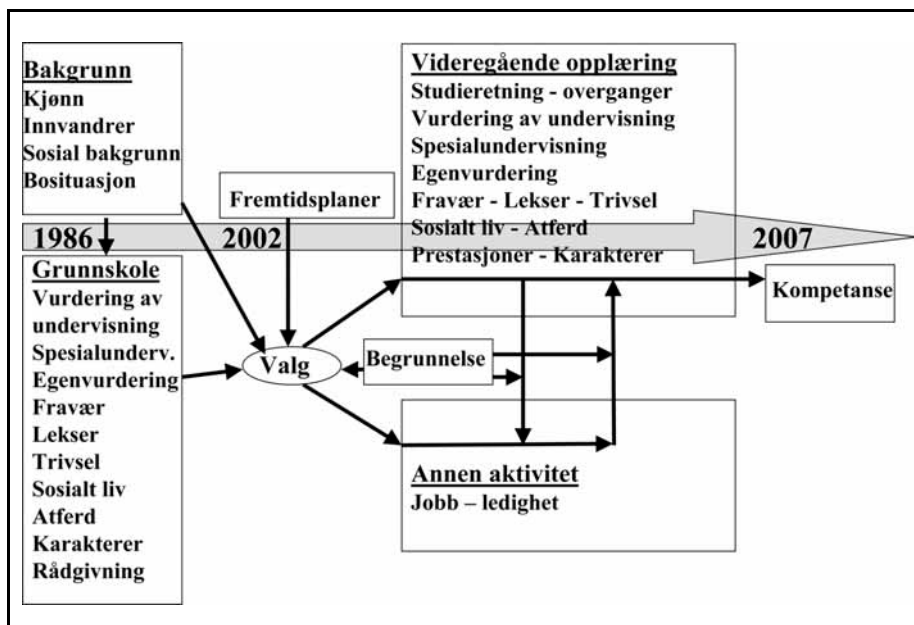 Bakgrunn
Kjønn
Innvandrer
Sosial bakgrunn
Bosituasjon
Fremtidsplaner
Videregående opplæring
Studieretning - overganger
Vurdering av undervisning
Spesialundervisning
Egenvurdering
Fravær - Lekser - Trivsel
Sosialt liv - Atferd
Prestasjoner - Karakterer
1986
2002
2007
Grunnskole
Vurdering av
undervisning
Spesialunderv.
Egenvurdering
Fravær
Lekser
Trivsel
Sosialt liv
Atferd
Karakterer
Rådgivning
Valg
Begrunnelse
Kompetanse
Annen aktivitet
Jobb – ledighet